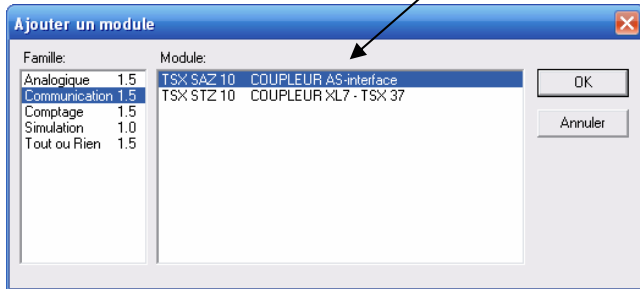 Ajouter un module
Famille:
Module:
Analogique 1.5
Communication 1.5
Comptage 1.5
Simulation 1.0
Tout ou Rien 1.5
TSX SAZ 10 COUPLEUR AS-interface
TSX STZ 10 COUPLEUR XL7 - TSX 37
OK
Annuler